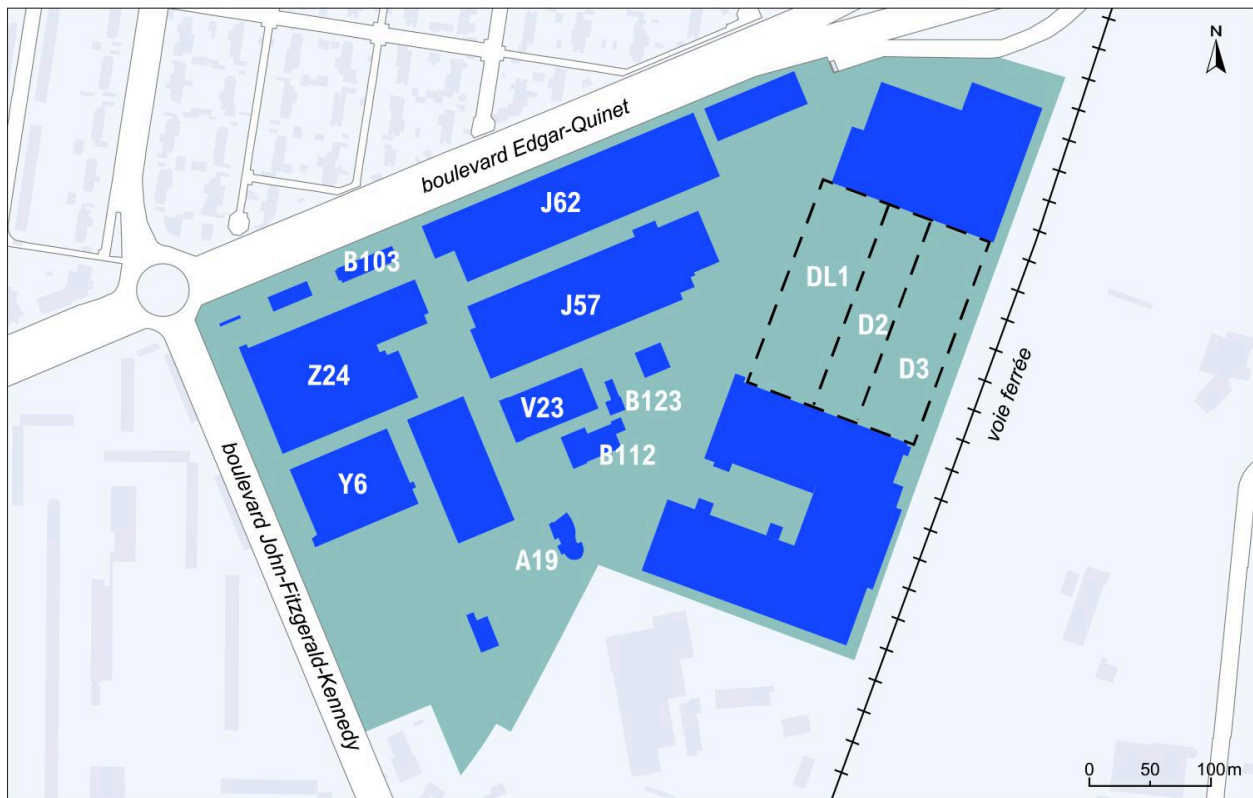 N
boulevard Edgar-Quinet
J62
B103
J57
DL1
D2
D3
Z24
V23
B123
B112
Y6
A19
voie ferrée
boulevard John-Fitzgerald-Kennedy
0 50 100 m